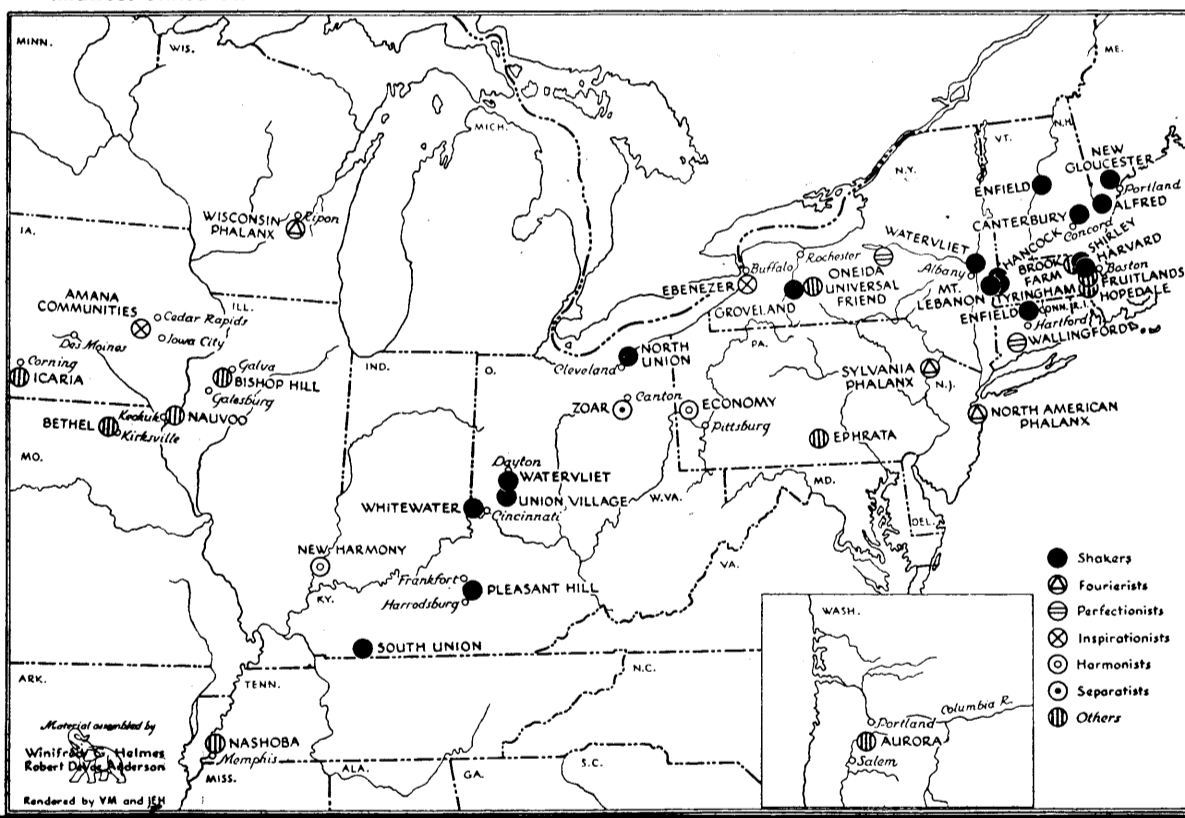 MINN.
WIS.
MICH.
ME.
VT.
N.H.
N.Y.
NEW
GLOUCESTER
Portland
ALFRED
ENFIELD
CANTERBURY
Concord
WATERVLIET
HANCOCK
SHIRLEY
HARVARD
BROOK
FARM
Boston
FRUITLANDS
HOPEDALE
Albany
MT.
LEBANON
TYRINGHAM
ENFIELD
CONN.
R.I.
Hartford
WALLINGFORD
WISCONSIN
PHALANX
Ripon
IA.
ILL.
AMANA
COMMUNITIES
Cedar Rapids
Iowa City
Des Moines
Corning
ICARIA
Galva
BISHOP HILL
Galesburg
Keokuk
NAUVOO
BETHEL
Kirksville
MO.
IND.
O.
Buffalo
Rochester
EBENEZER
ONEIDA
UNIVERSAL
FRIEND
GROVELAND
PA.
NORTH
UNION
Cleveland
SYLVANIA
PHALANX
N.J.
ZOAR
Canton
ECONOMY
Pittsburg
NORTH AMERICAN
PHALANX
EPHRATA
Dayton
WATERVLIET
UNION VILLAGE
WHITEWATER
Cincinnati
W.VA.
MD.
DEL.
VA.
NEW HARMONY
KY.
Frankfort
PLEASANT HILL
Harrodsburg
SOUTH UNION
ARK.
TENN.
N.C.
NASHOBA
Memphis
MISS.
ALA.
GA.
S.C.
Material assembled by
Helmes
Anderson
Rendered by VM and JEH
Shakers
Fourierists
Perfectionists
Inspirationists
Harmonists
Separatists
Others
WASH.
Columbia R.
Portland
AURORA
Salem